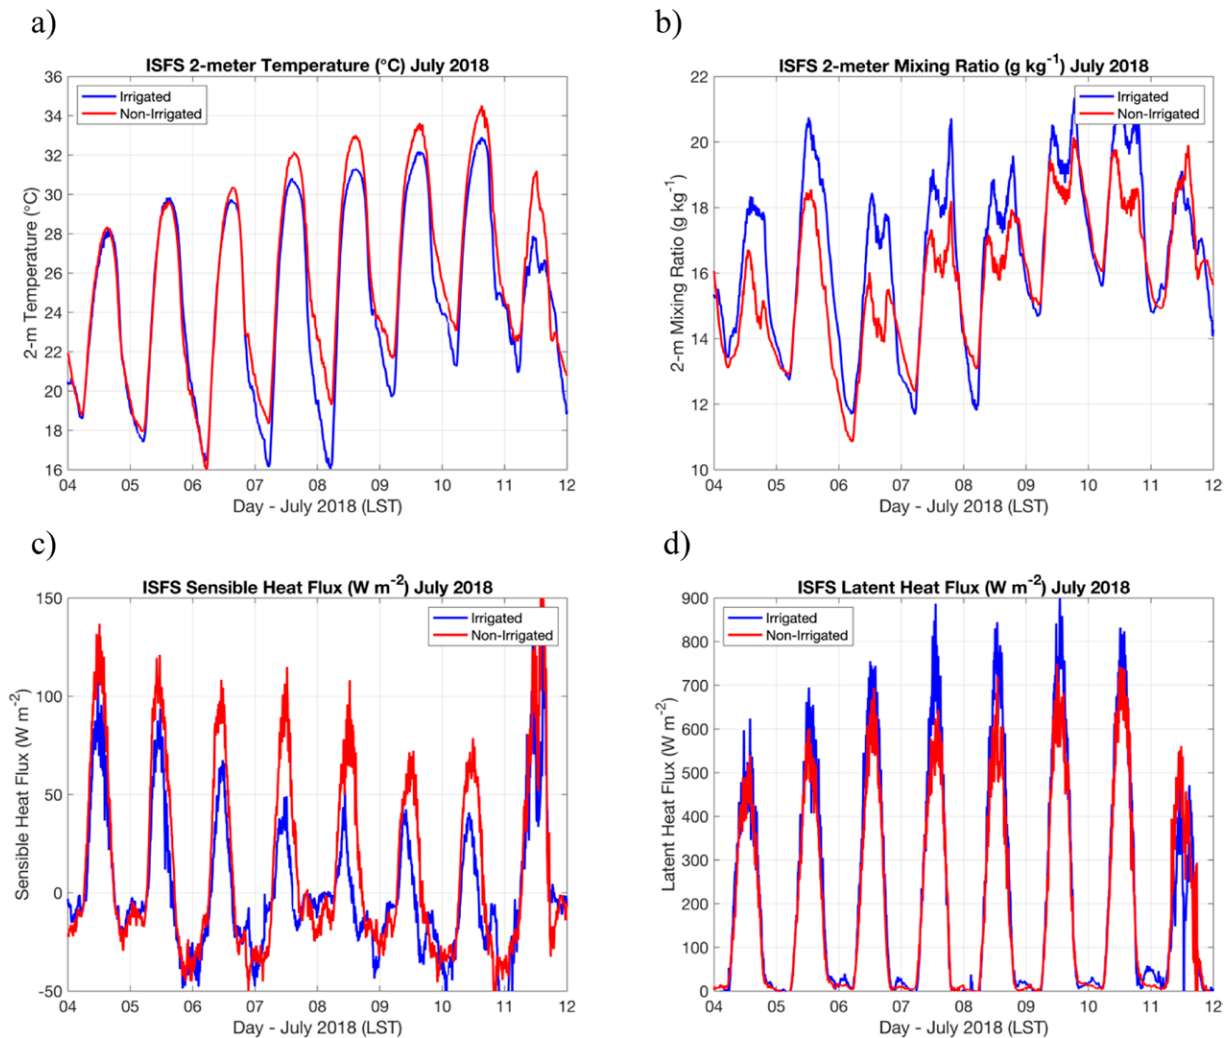 a)
ISFS 2-meter Temperature (°C) July 2018
36
34
32
30
28
26
24
22
20
18
16
2-m Temperature (°C)
Irrigated
Non-Irrigated
04 05 06 07 08 09 10 11 12
Day - July 2018 (LST)
b)
ISFS 2-meter Mixing Ratio (g kg⁻¹) July 2018
22
20
18
16
14
12
10
2-m Mixing Ratio (g kg⁻¹)
Irrigated
Non-Irrigated
04 05 06 07 08 09 10 11 12
Day - July 2018 (LST)
c)
ISFS Sensible Heat Flux (W m⁻²) July 2018
150
100
50
0
-50
Sensible Heat Flux (W m⁻²)
Irrigated
Non-Irrigated
04 05 06 07 08 09 10 11 12
Day - July 2018 (LST)
d)
ISFS Latent Heat Flux (W m⁻²) July 2018
900
800
700
600
500
400
300
200
100
0
Latent Heat Flux (W m⁻²)
Irrigated
Non-Irrigated
04 05 06 07 08 09 10 11 12
Day - July 2018 (LST)